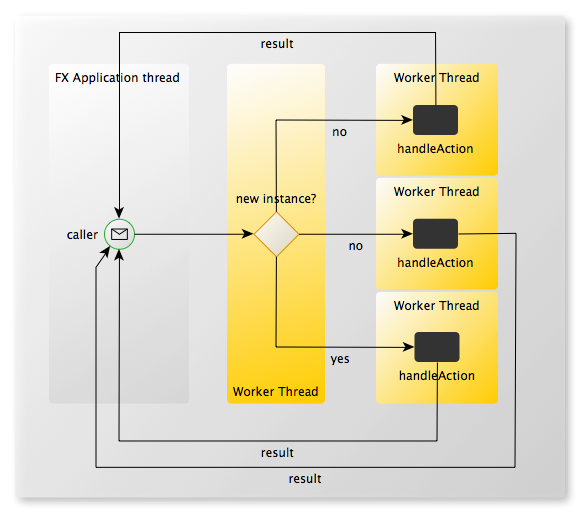 result
FX Application thread
Worker Thread
no
handleAction
new instance?
Worker Thread
caller
no
handleAction
Worker Thread
yes
handleAction
Worker Thread
result
result